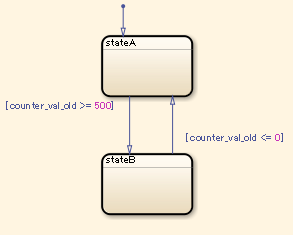 stateA
[counter_val_old >= 500]
[counter_val_old <= 0]
stateB